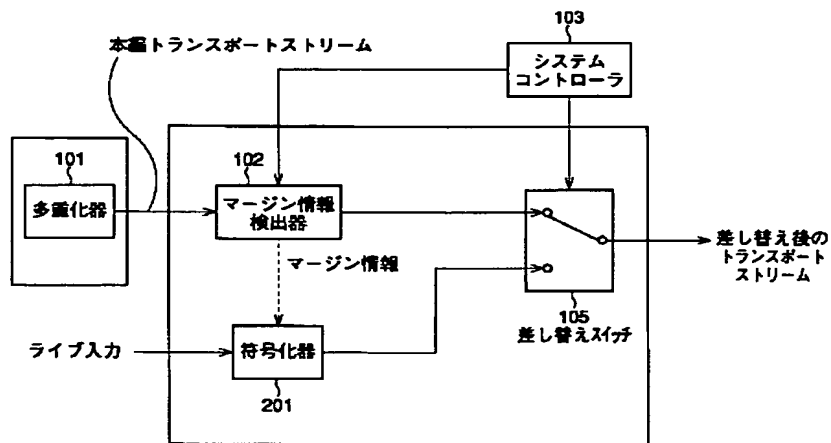 103
本編トランスポートストリーム
システム
コントローラ
101
多重化器
102
マージン情報
検出器
マージン情報
差し替え後の
トランスポート
ストリーム
105
差し替えスイッチ
ライブ入力
符号化器
201